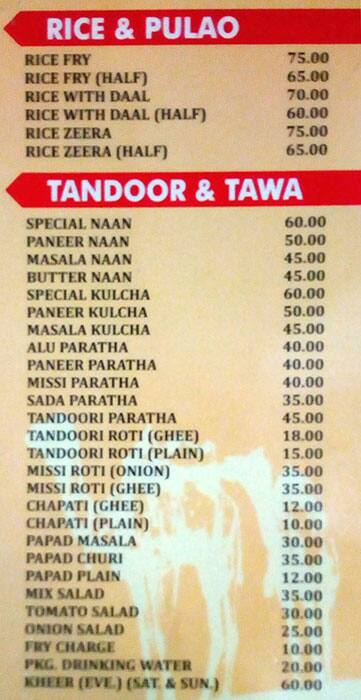 RICE & PULAO
RICE FRY 75.00
RICE FRY (HALF) 65.00
RICE WITH DAAL 70.00
RICE WITH DAAL (HALF) 60.00
RICE ZEERA 75.00
RICE ZEERA (HALF) 65.00
TANDOOR & TAWA
SPECIAL NAAN 60.00
PANEER NAAN 50.00
MASALA NAAN 45.00
BUTTER NAAN 45.00
SPECIAL KULCHA 60.00
PANEER KULCHA 50.00
MASALA KULCHA 45.00
ALU PARATHA 40.00
PANEER PARATHA 40.00
MISSI PARATHA 40.00
SADA PARATHA 35.00
TANDOORI PARATHA 45.00
TANDOORI ROTI (GHEE) 18.00
TANDOORI ROTI (PLAIN) 15.00
MISSI ROTI (ONION) 35.00
MISSI ROTI (GHEE) 35.00
CHAPATI (GHEE) 12.00
CHAPATI (PLAIN) 10.00
PAPAD MASALA 30.00
PAPAD CHURI 35.00
PAPAD PLAIN 12.00
MIX SALAD 35.00
TOMATO SALAD 30.00
ONION SALAD 25.00
FRY CHARGE 10.00
PKG. DRINKING WATER 20.00
KHEER (EVE.) (SAT. & SUN.) 60.00